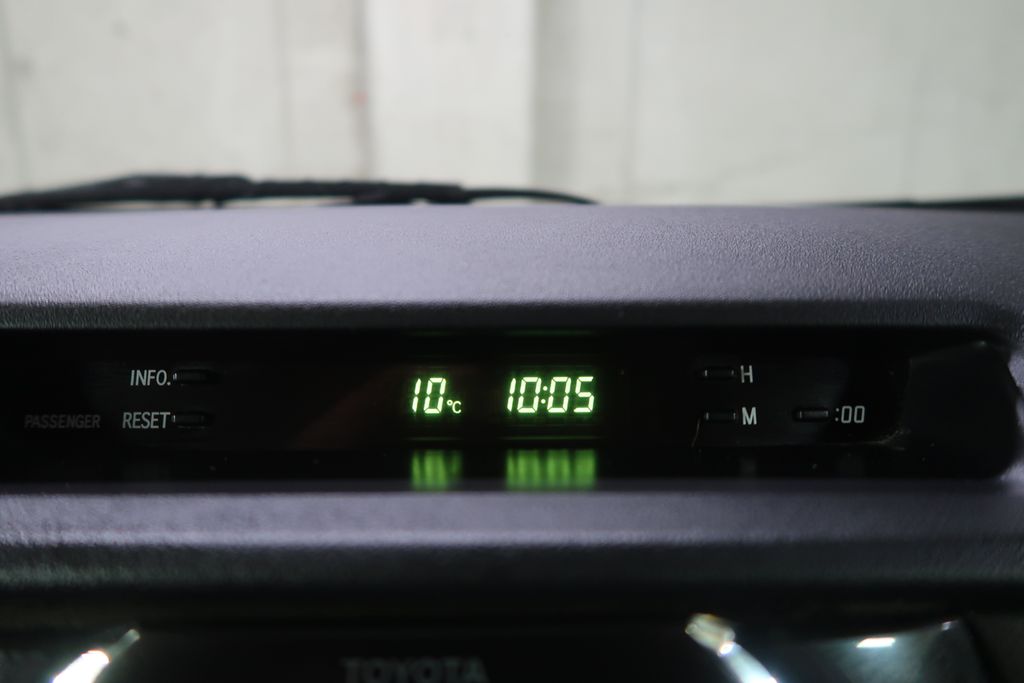 INFO.
10°C 10:05
H
PASSENGER RESET
M :00
TOYOTA